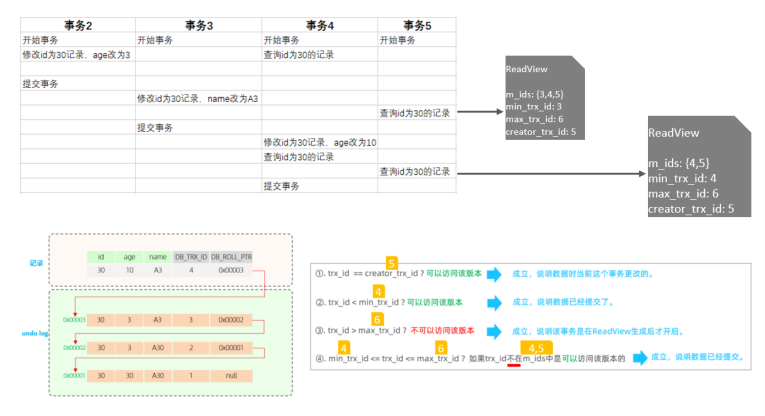 事务2 事务3 事务4 事务5
开始事务 开始事务 开始事务 开始事务
修改id为30记录，age改为3 查询id为30的记录
提交事务
修改id为30记录，name改为A3
查询id为30的记录
提交事务
修改id为30记录，age改为10
查询id为30的记录
查询id为30的记录
提交事务
ReadView
m_ids: {3,4,5}
min_trx_id: 3
max_trx_id: 6
creator_trx_id: 5
ReadView
m_ids: {4,5}
min_trx_id: 4
max_trx_id: 6
creator_trx_id: 5
记录
id age name DB_TRX_ID DB_ROLL_PTR
30 10 A3 4 0x00003
undo log
0x00003 30 3 A3 3 0x00002
0x00002 30 3 A30 2 0x00001
0x00001 30 30 A30 1 null
5
①. trx_id == creator_trx_id ? 可以访问该版本 成立，说明数据时当前这个事务更改的。
4
②. trx_id < min_trx_id ? 可以访问该版本 成立，说明数据已经提交了。
6
③. trx_id > max_trx_id ? 不可以访问该版本 成立，说明该事务是在ReadView生成后才开启。
4 6 4,5
④. min_trx_id <= trx_id <= max_trx_id ? 如果trx_id不在m_ids中是可以访问该版本的 成立，说明数据已经提交。